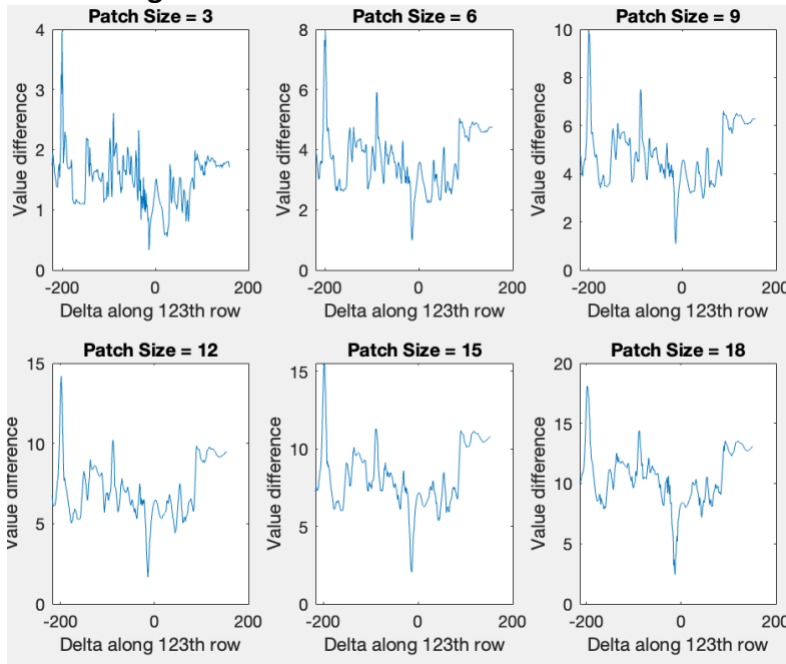 Patch Size = 3
Patch Size = 6
Patch Size = 9
4
3
2
1
0
Value difference
-200
0
200
Delta along 123th row
8
6
4
2
0
Value difference
-200
0
200
Delta along 123th row
10
8
6
4
2
0
Value difference
-200
0
200
Delta along 123th row
Patch Size = 12
Patch Size = 15
Patch Size = 18
15
10
5
0
Value difference
-200
0
200
Delta along 123th row
15
10
5
0
Value difference
-200
0
200
Delta along 123th row
20
15
10
5
0
Value difference
-200
0
200
Delta along 123th row